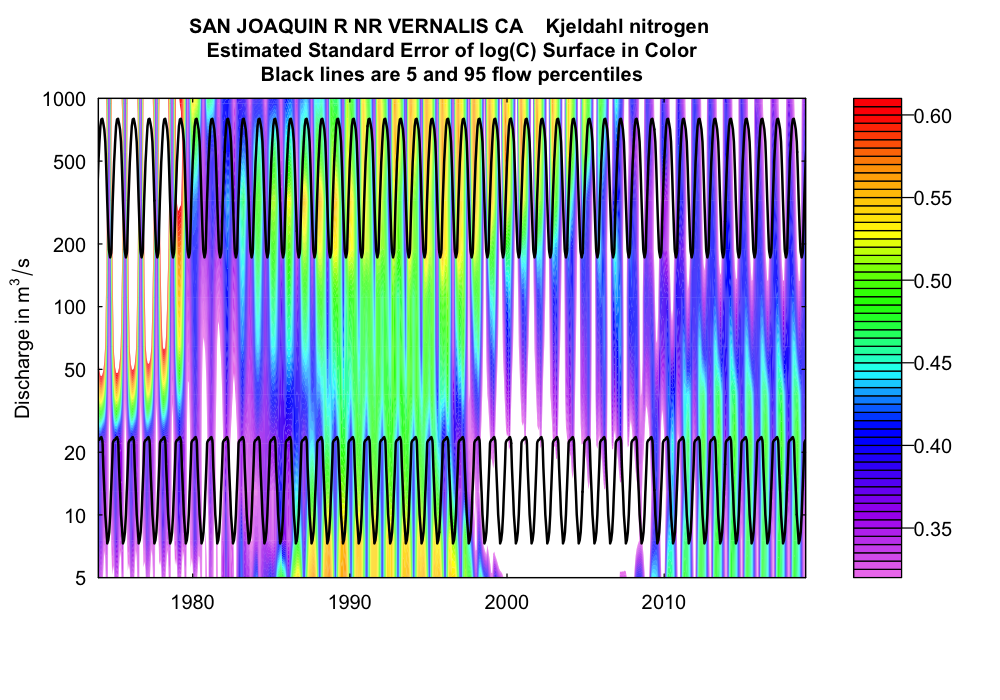 SAN JOAQUIN R NR VERNALIS CA    Kjeldahl nitrogen
Estimated Standard Error of log(C) Surface in Color
Black lines are 5 and 95 flow percentiles
1000
500
200
100
50
20
10
5
Discharge in m³/s
1980 1990 2000 2010
0.60
0.55
0.50
0.45
0.40
0.35